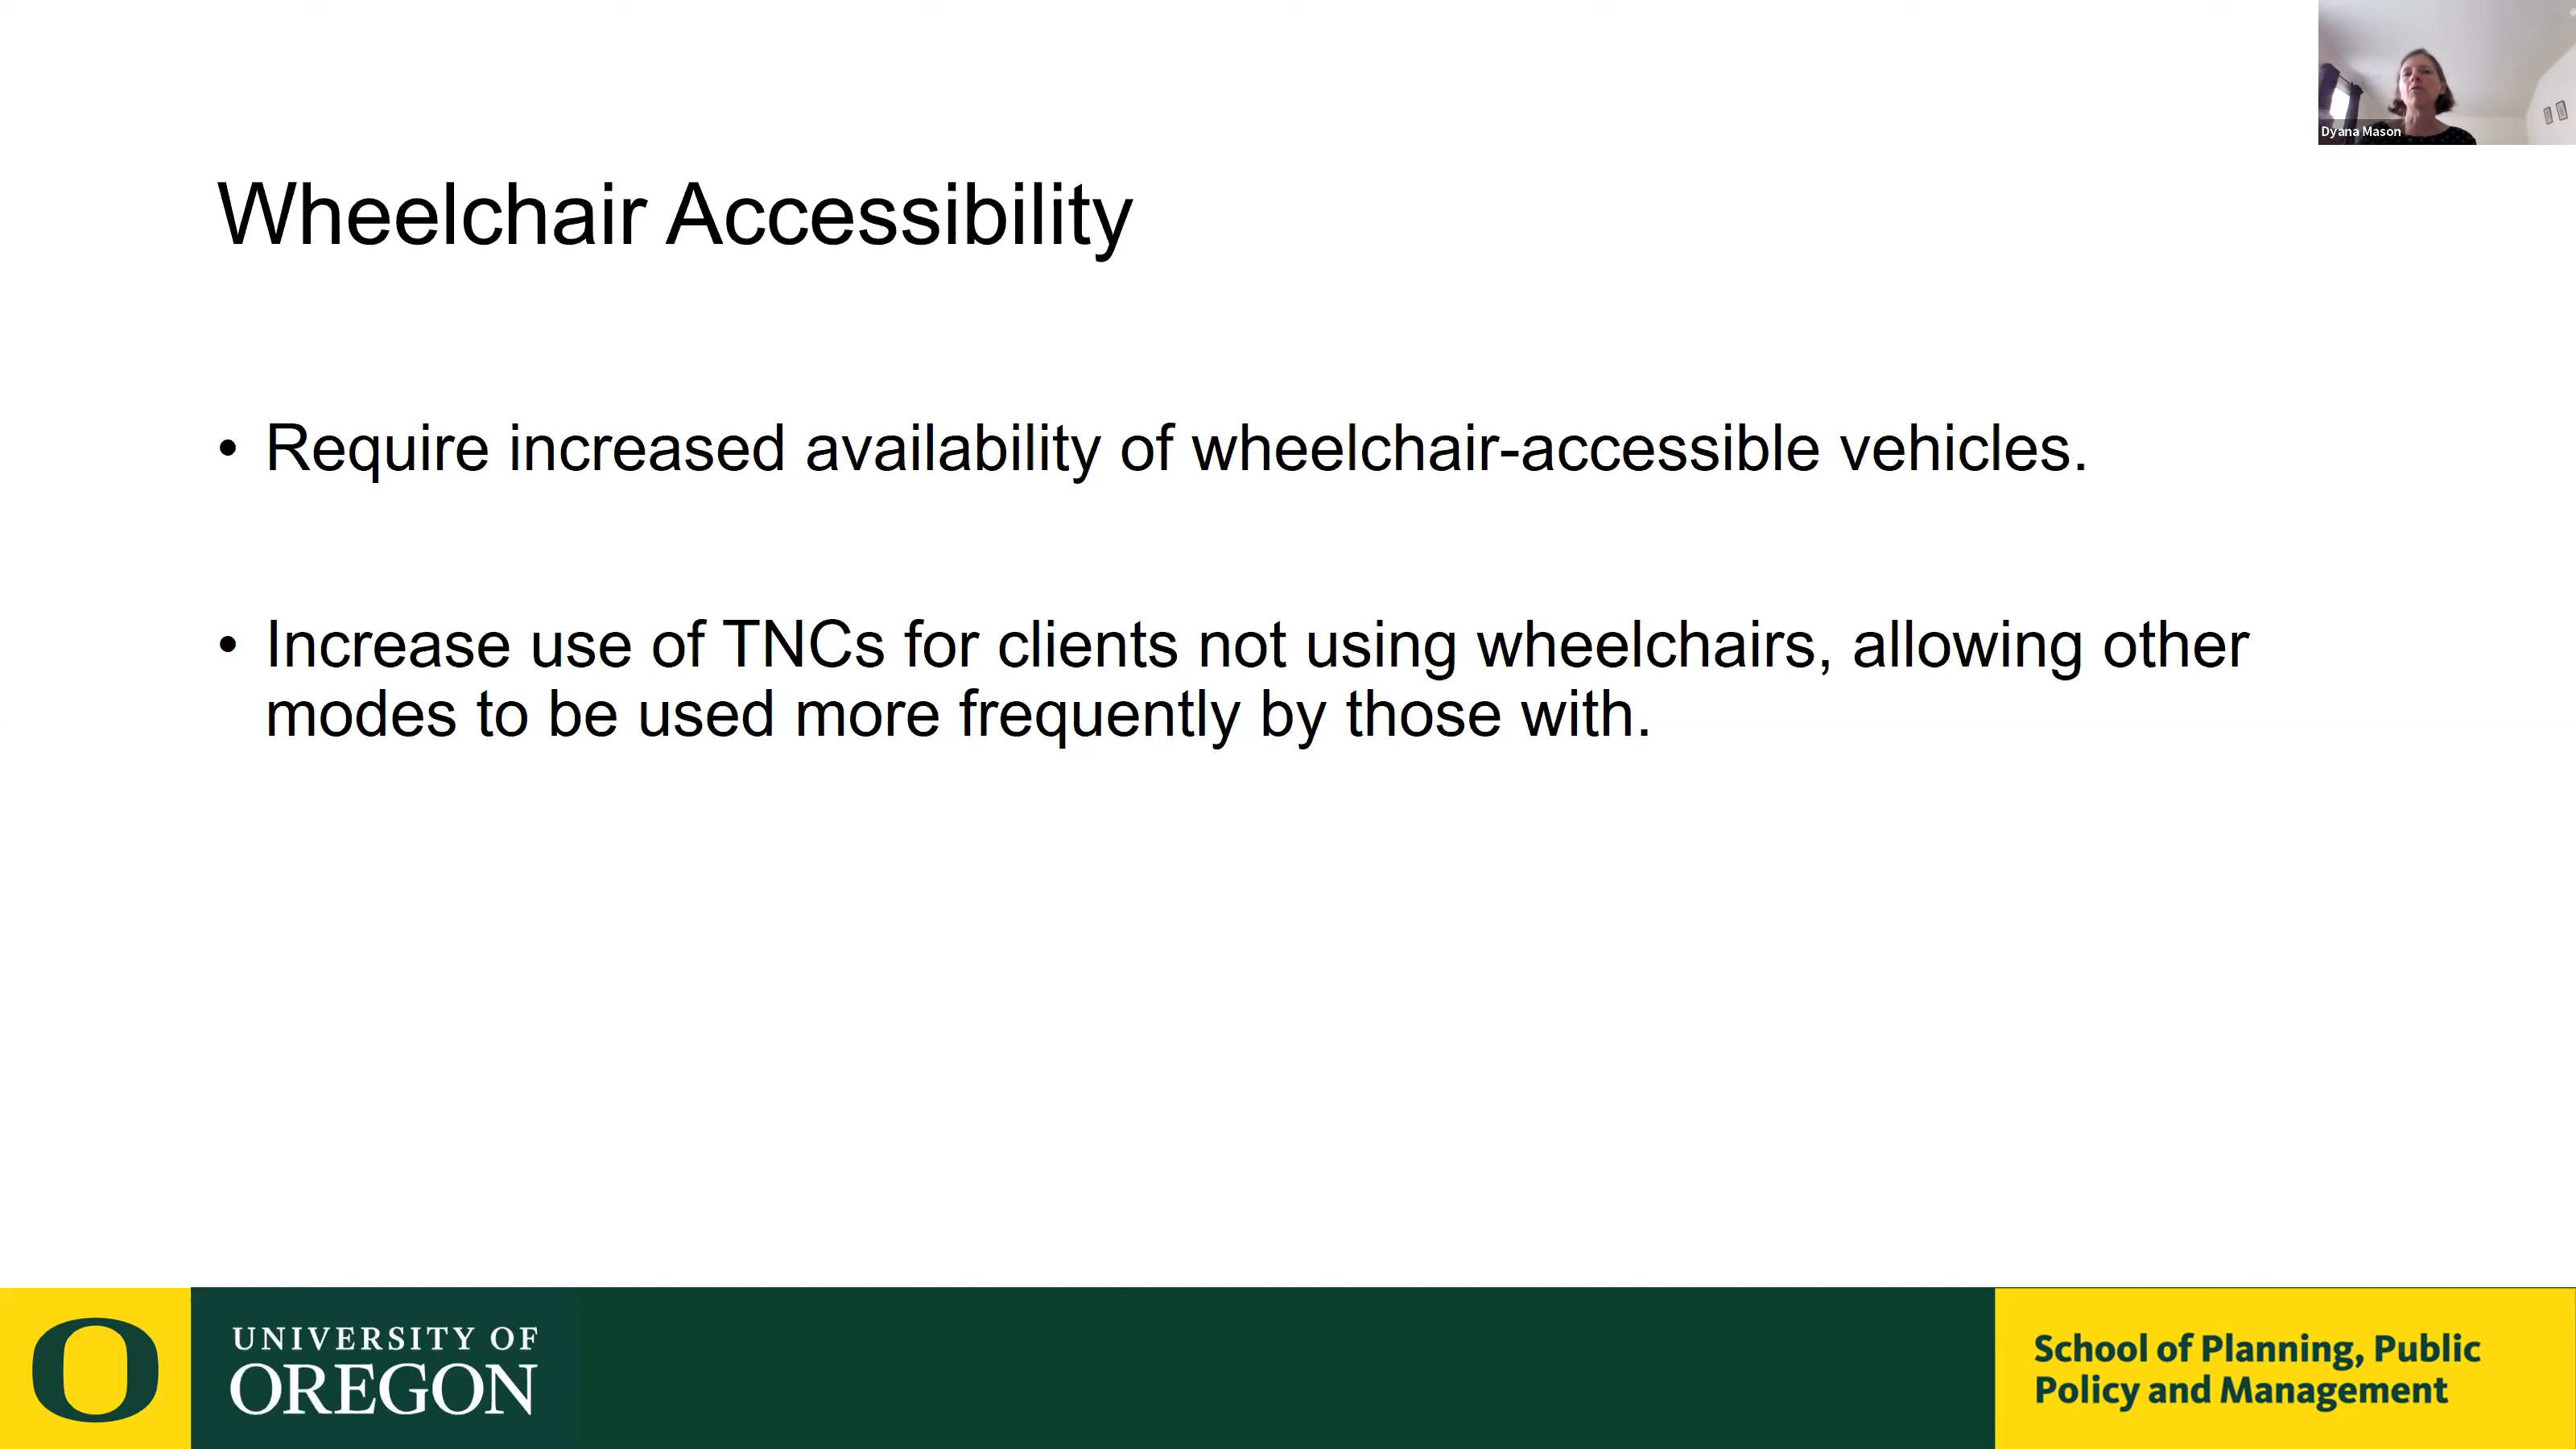 Dyana Mason
Wheelchair Accessibility
• Require increased availability of wheelchair-accessible vehicles.
• Increase use of TNCs for clients not using wheelchairs, allowing other
modes to be used more frequently by those with.
O
UNIVERSITY OF
OREGON
School of Planning, Public
Policy and Management